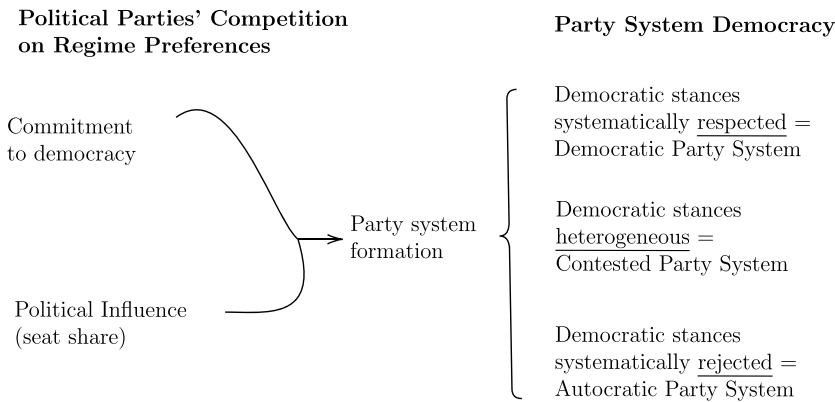 Political Parties' Competition
on Regime Preferences
Commitment
to democracy
Political Influence
(seat share)
Party system
formation
Party System Democracy
Democratic stances
systematically respected =
Democratic Party System
Democratic stances
heterogeneous =
Contested Party System
Democratic stances
systematically rejected =
Autocratic Party System